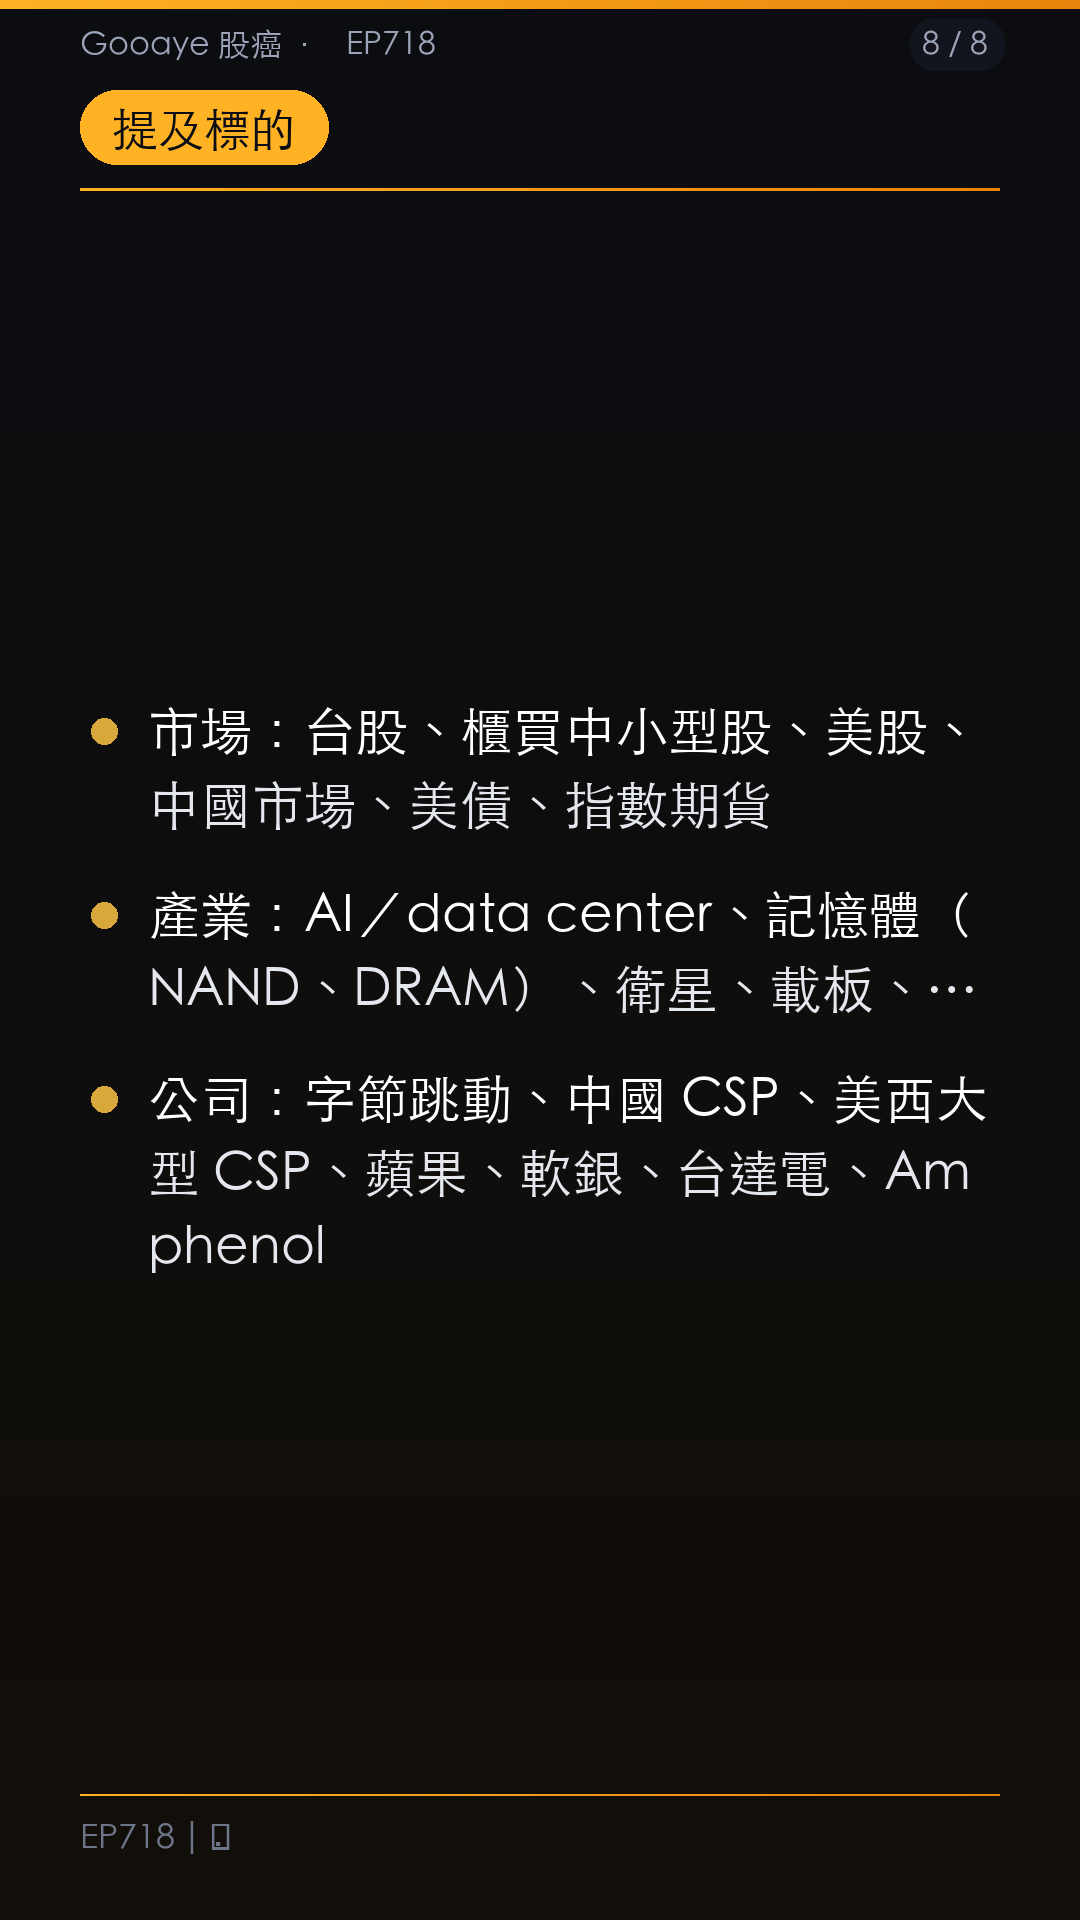 Gooaye 股癌 · EP718
8 / 8
提及標的
市場：台股、櫃買中小型股、美股、
中國市場、美債、指數期貨
產業：AI／data center、記憶體（
NAND、DRAM）、衛星、載板、…
公司：字節跳動、中國 CSP、美西大
型 CSP、蘋果、軟銀、台達電、Am
phenol
EP718 |